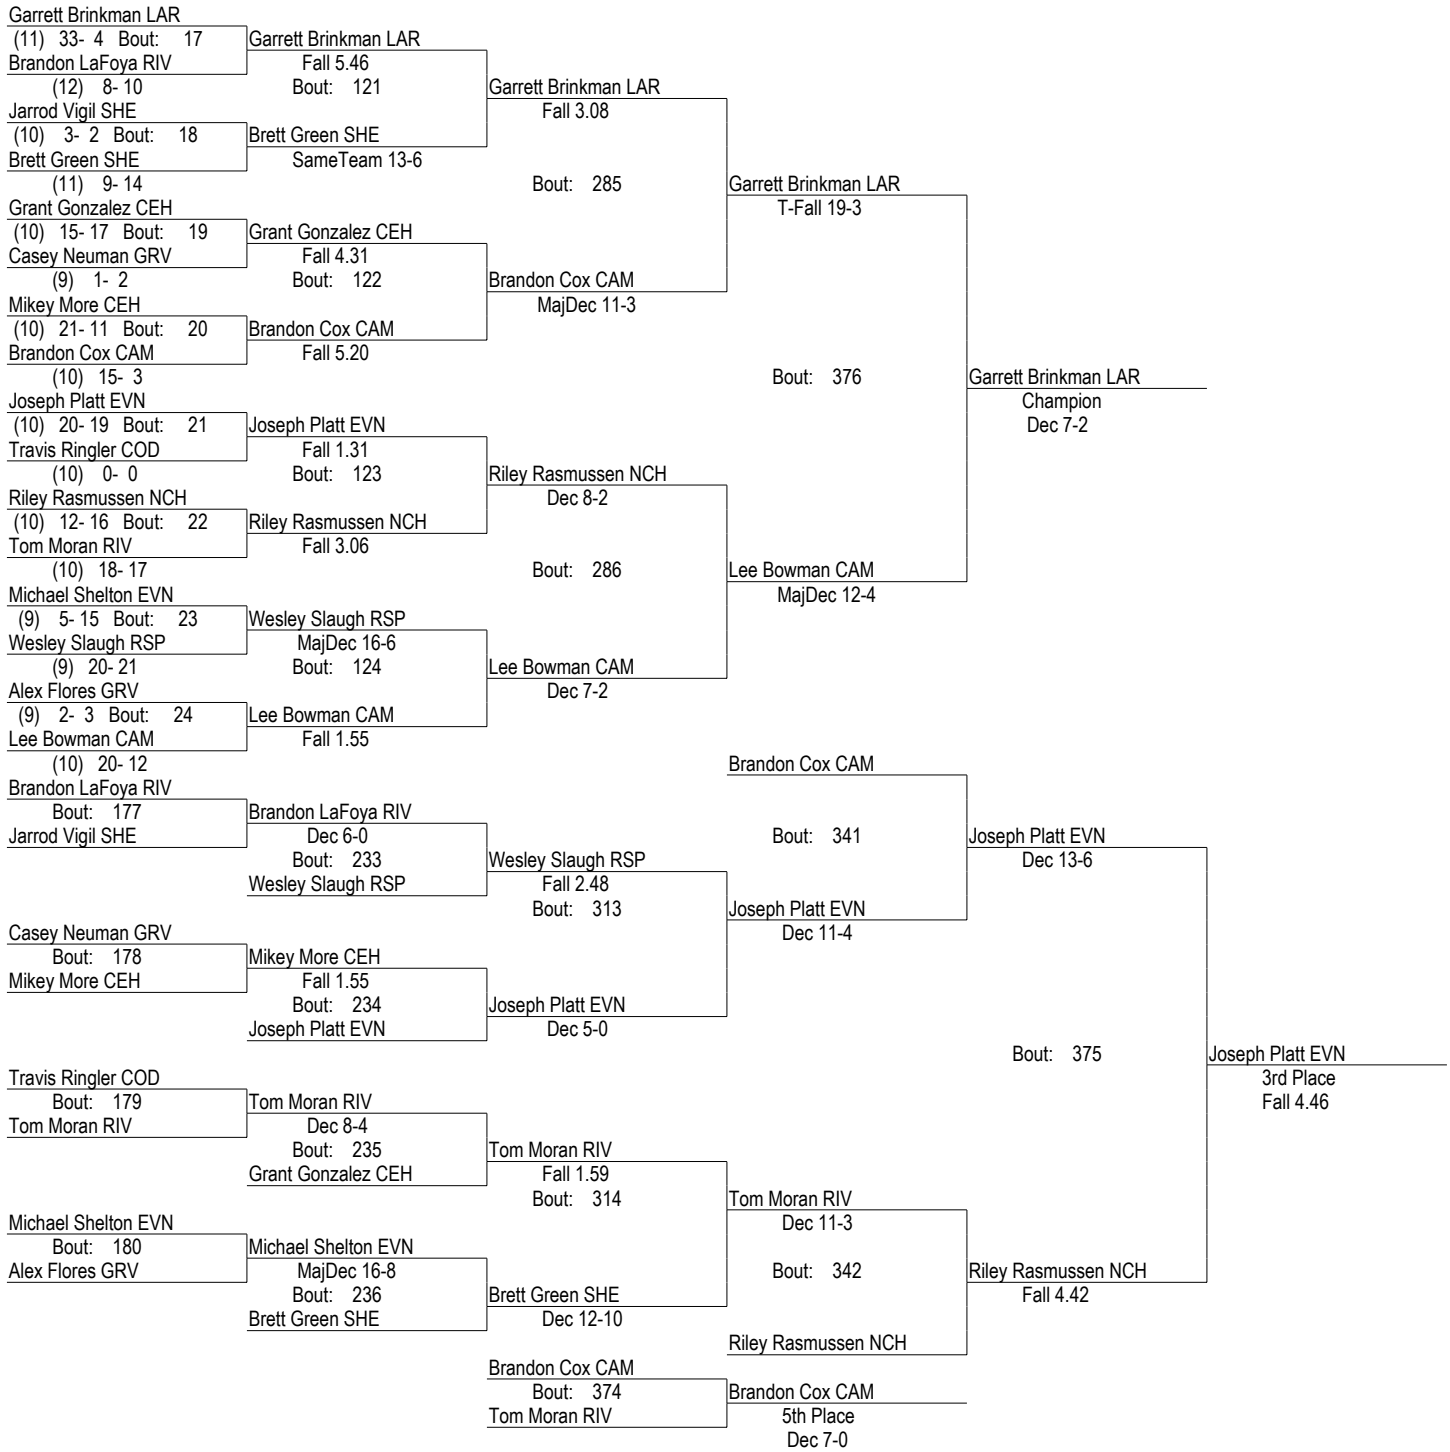 Garrett Brinkman LAR
(11) 33- 4 Bout: 17
Garrett Brinkman LAR
Brandon LaFoya RIV
Fall 5.46
(12) 8- 10
Bout: 121
Garrett Brinkman LAR
Jarrod Vigil SHE
Fall 3.08
(10) 3- 2 Bout: 18
Brett Green SHE
Brett Green SHE
SameTeam 13-6
(11) 9- 14
Bout: 285
Garrett Brinkman LAR
Grant Gonzalez CEH
T-Fall 19-3
(10) 15- 17 Bout: 19
Grant Gonzalez CEH
Casey Neuman GRV
Fall 4.31
(9) 1- 2
Bout: 122
Brandon Cox CAM
Mikey More CEH
MajDec 11-3
(10) 21- 11 Bout: 20
Brandon Cox CAM
Brandon Cox CAM
Fall 5.20
(10) 15- 3
Bout: 376
Garrett Brinkman LAR
Joseph Platt EVN
Champion
(10) 20- 19 Bout: 21
Joseph Platt EVN
Dec 7-2
Travis Ringler COD
Fall 1.31
(10) 0- 0
Bout: 123
Riley Rasmussen NCH
Riley Rasmussen NCH
Dec 8-2
(10) 12- 16 Bout: 22
Riley Rasmussen NCH
Tom Moran RIV
Fall 3.06
(10) 18- 17
Bout: 286
Lee Bowman CAM
Michael Shelton EVN
MajDec 12-4
(9) 5- 15 Bout: 23
Wesley Slaugh RSP
Wesley Slaugh RSP
MajDec 16-6
(9) 20- 21
Bout: 124
Lee Bowman CAM
Alex Flores GRV
Dec 7-2
(9) 2- 3 Bout: 24
Lee Bowman CAM
Lee Bowman CAM
Fall 1.55
(10) 20- 12
Brandon Cox CAM
Brandon LaFoya RIV
Bout: 177
Brandon LaFoya RIV
Jarrod Vigil SHE
Dec 6-0
Bout: 341
Joseph Platt EVN
Bout: 233
Wesley Slaugh RSP
Dec 13-6
Wesley Slaugh RSP
Fall 2.48
Bout: 313
Joseph Platt EVN
Casey Neuman GRV
Dec 11-4
Bout: 178
Mikey More CEH
Mikey More CEH
Fall 1.55
Bout: 234
Joseph Platt EVN
Joseph Platt EVN
Dec 5-0
Bout: 375
Joseph Platt EVN
Travis Ringler COD
3rd Place
Bout: 179
Tom Moran RIV
Fall 4.46
Tom Moran RIV
Dec 8-4
Bout: 235
Tom Moran RIV
Grant Gonzalez CEH
Fall 1.59
Bout: 314
Tom Moran RIV
Michael Shelton EVN
Dec 11-3
Bout: 180
Michael Shelton EVN
Alex Flores GRV
MajDec 16-8
Bout: 342
Riley Rasmussen NCH
Bout: 236
Brett Green SHE
Fall 4.42
Brett Green SHE
Dec 12-10
Riley Rasmussen NCH
Brandon Cox CAM
Bout: 374
Brandon Cox CAM
Tom Moran RIV
5th Place
Dec 7-0